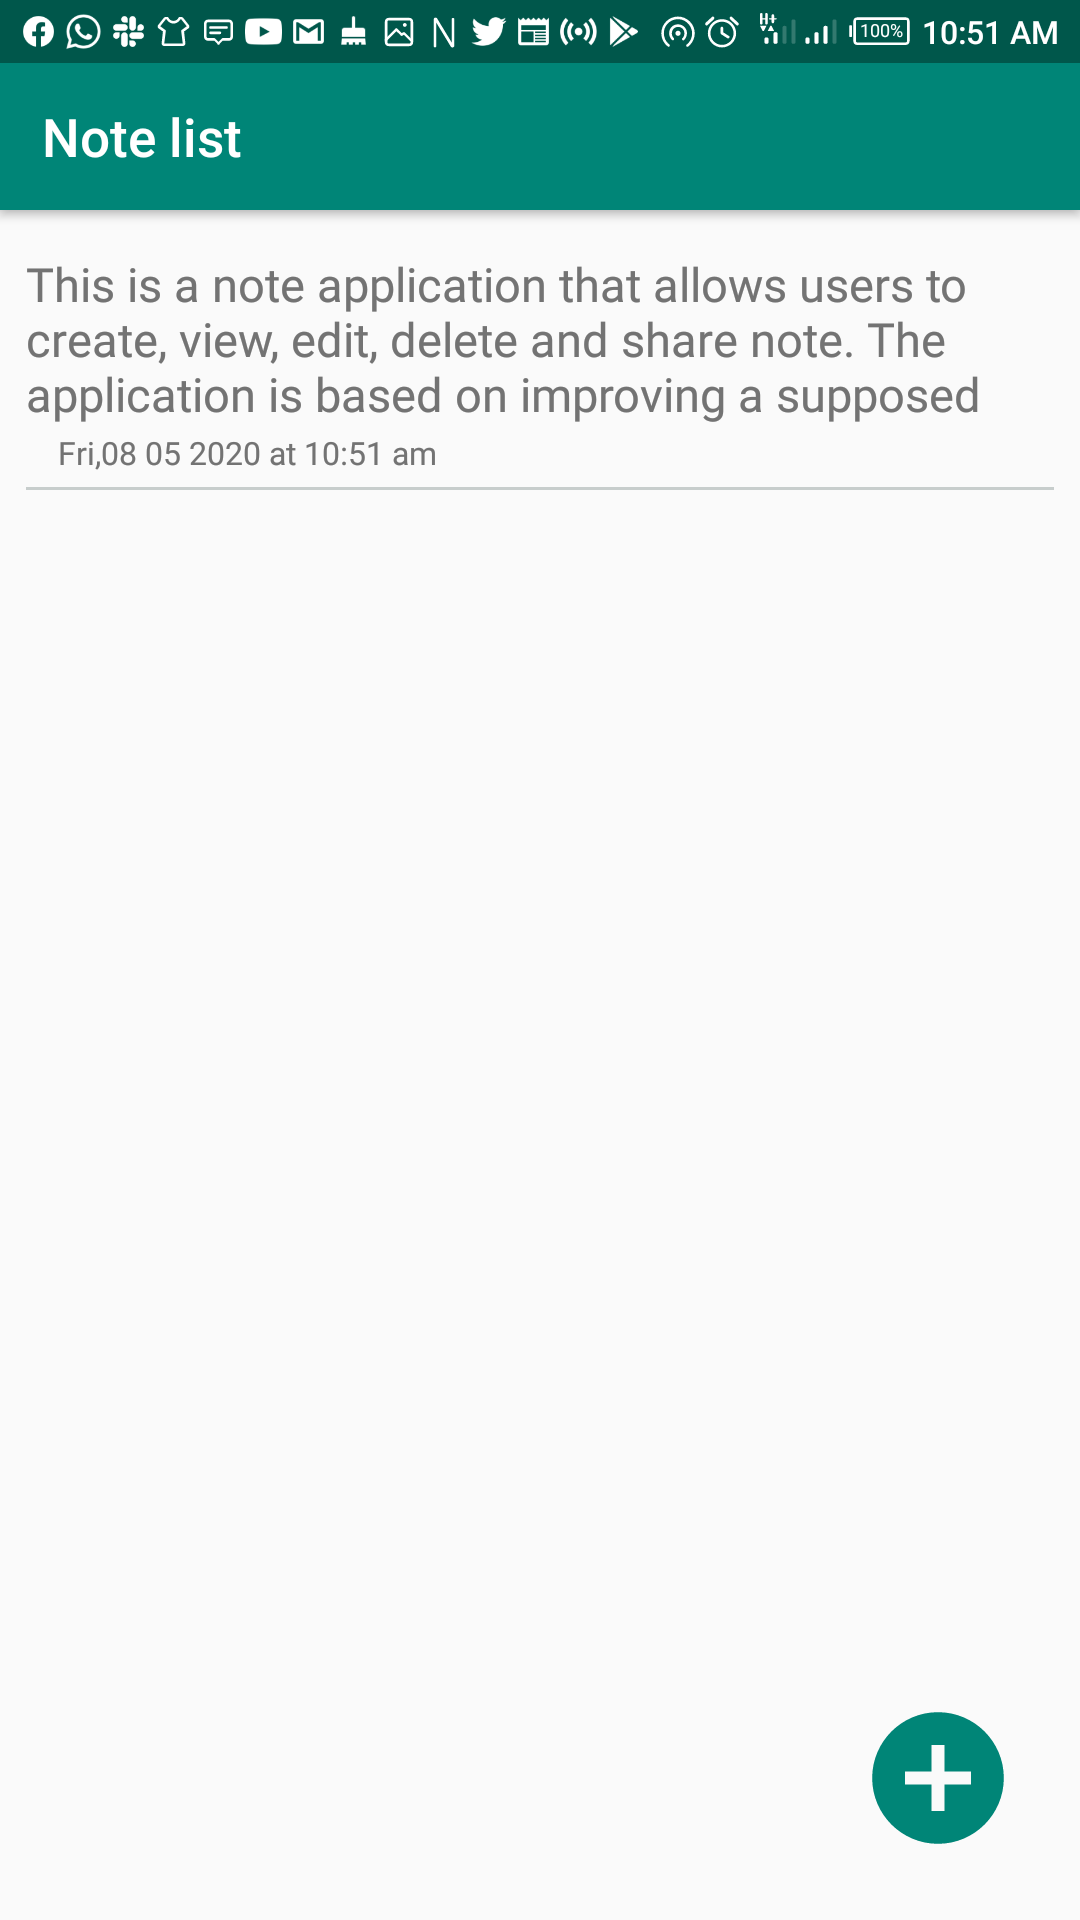 H+ 100% 10:51 AM
Note list
This is a note application that allows users to
create, view, edit, delete and share note. The
application is based on improving a supposed
Fri,08 05 2020 at 10:51 am